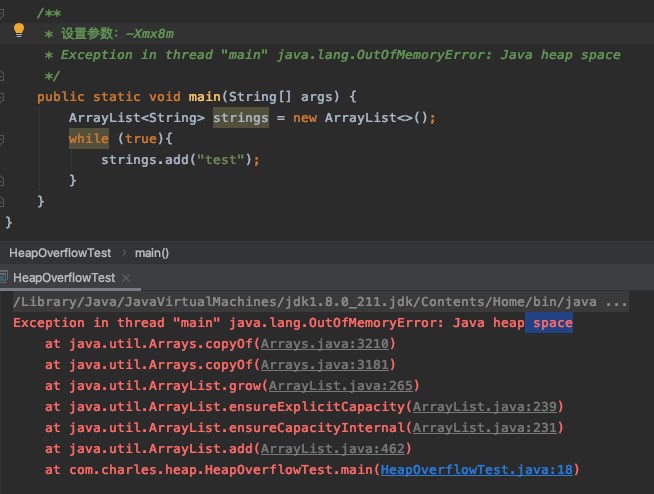 /**
* 设置参数：-Xmx8m
* Exception in thread "main" java.lang.OutOfMemoryError: Java heap space
*/
public static void main(String[] args) {
ArrayList<String> strings = new ArrayList<>();
while (true){
strings.add("test");
}
}
}
HeapOverflowTest › main()
HeapOverflowTest ×
/Library/Java/JavaVirtualMachines/jdk1.8.0_211.jdk/Contents/Home/bin/java ...
Exception in thread "main" java.lang.OutOfMemoryError: Java heap space
at java.util.Arrays.copyOf(Arrays.java:3210)
at java.util.Arrays.copyOf(Arrays.java:3181)
at java.util.ArrayList.grow(ArrayList.java:265)
at java.util.ArrayList.ensureExplicitCapacity(ArrayList.java:239)
at java.util.ArrayList.ensureCapacityInternal(ArrayList.java:231)
at java.util.ArrayList.add(ArrayList.java:462)
at com.charles.heap.HeapOverflowTest.main(HeapOverflowTest.java:18)